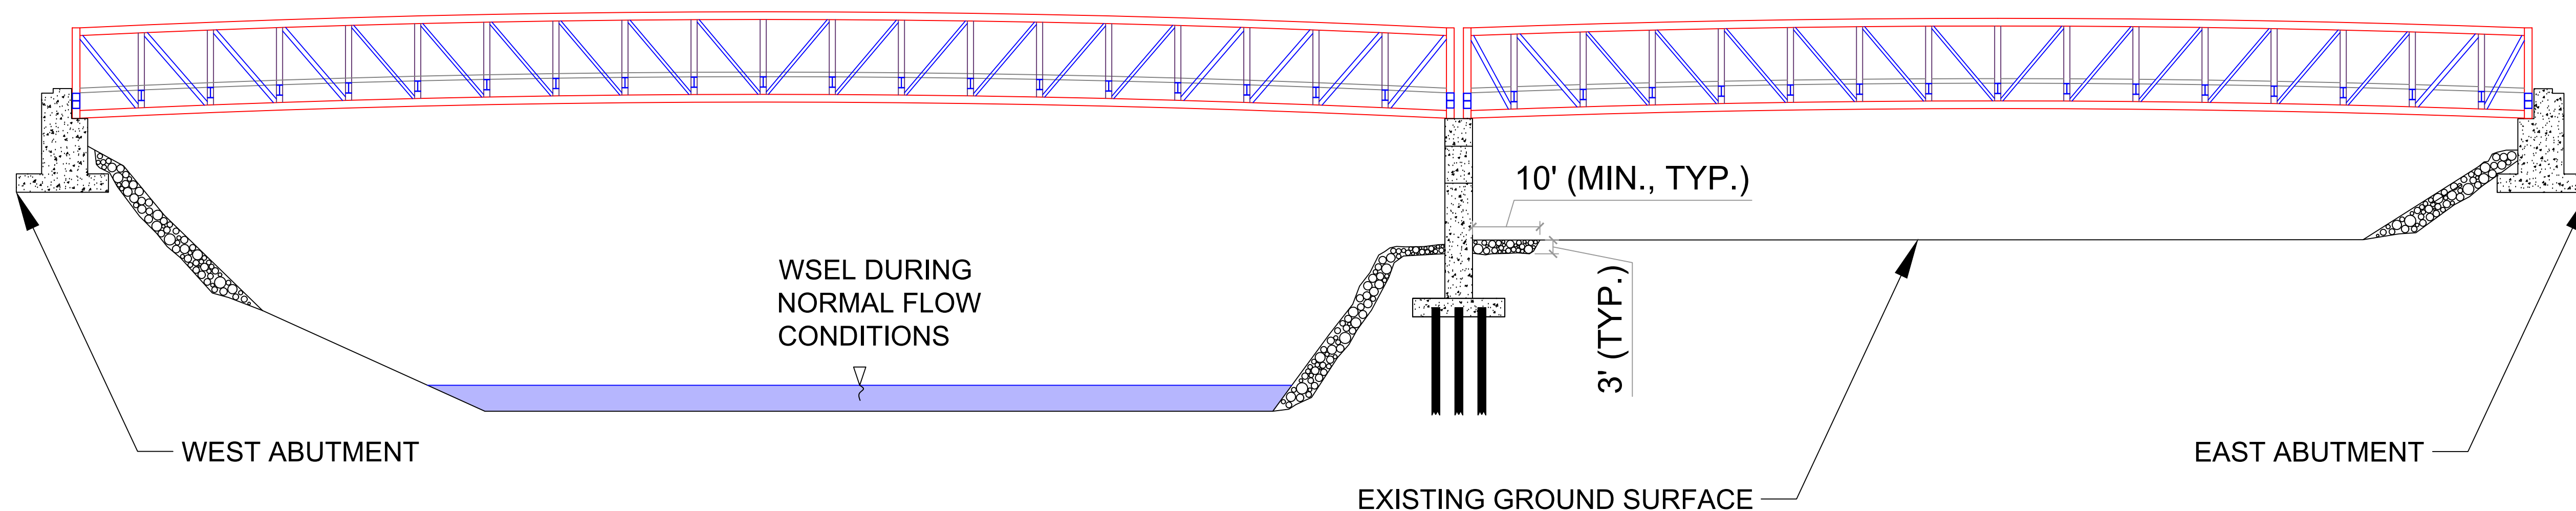 10' (MIN., TYP.)
WSEL DURING
NORMAL FLOW
CONDITIONS
3' (TYP.)
WEST ABUTMENT
EAST ABUTMENT
EXISTING GROUND SURFACE